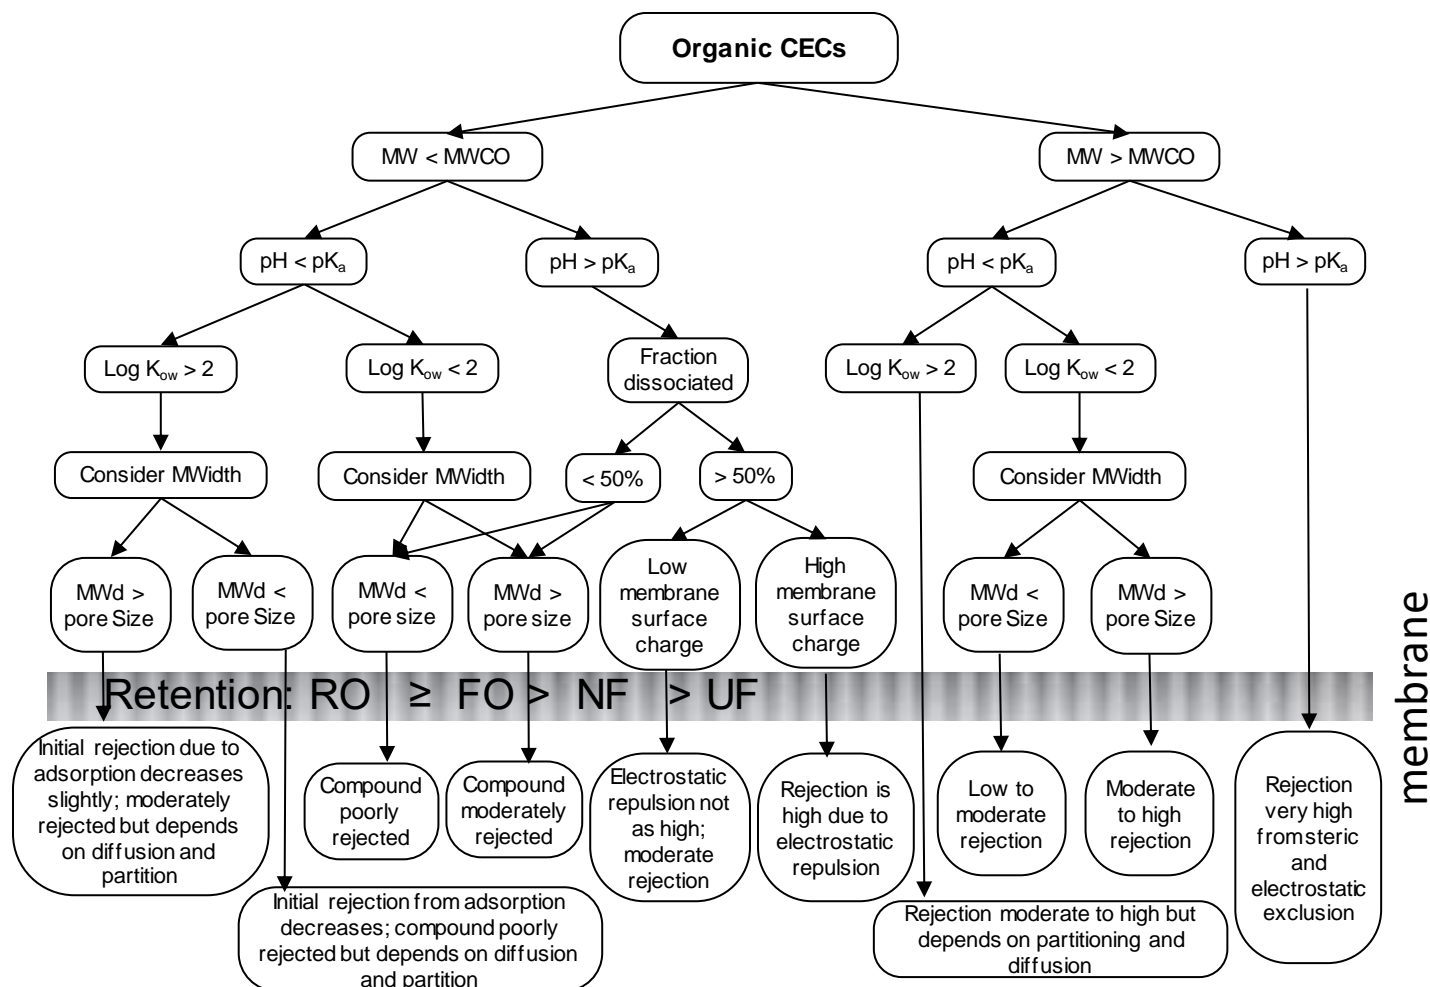 Organic CECs
MW < MWCO
MW > MWCO
pH < pKa
pH > pKa
pH < pKa
pH > pKa
Log Kow > 2
Log Kow < 2
Fraction
dissociated
Log Kow > 2
Log Kow < 2
Consider MWidth
Consider MWidth
< 50%
> 50%
Consider MWidth
MWd >
pore Size
MWd <
pore Size
MWd <
pore size
MWd >
pore size
Low
membrane
surface
charge
High
membrane
surface
charge
MWd <
pore Size
MWd >
pore Size
membrane
Retention: RO ≥ FO > NF > UF
Initial rejection due to
adsorption decreases
slightly; moderately
rejected but depends
on diffusion and
partition
Initial rejection from adsorption
decreases; compound poorly
rejected but depends on diffusion
and partition
Compound
poorly
rejected
Compound
moderately
rejected
Electrostatic
repulsion not
as high;
moderate
rejection
Rejection is
high due to
electrostatic
repulsion
Rejection moderate to high but
depends on partitioning and
diffusion
Low to
moderate
rejection
Moderate
to high
rejection
Rejection
very high
from steric
and
electrostatic
exclusion